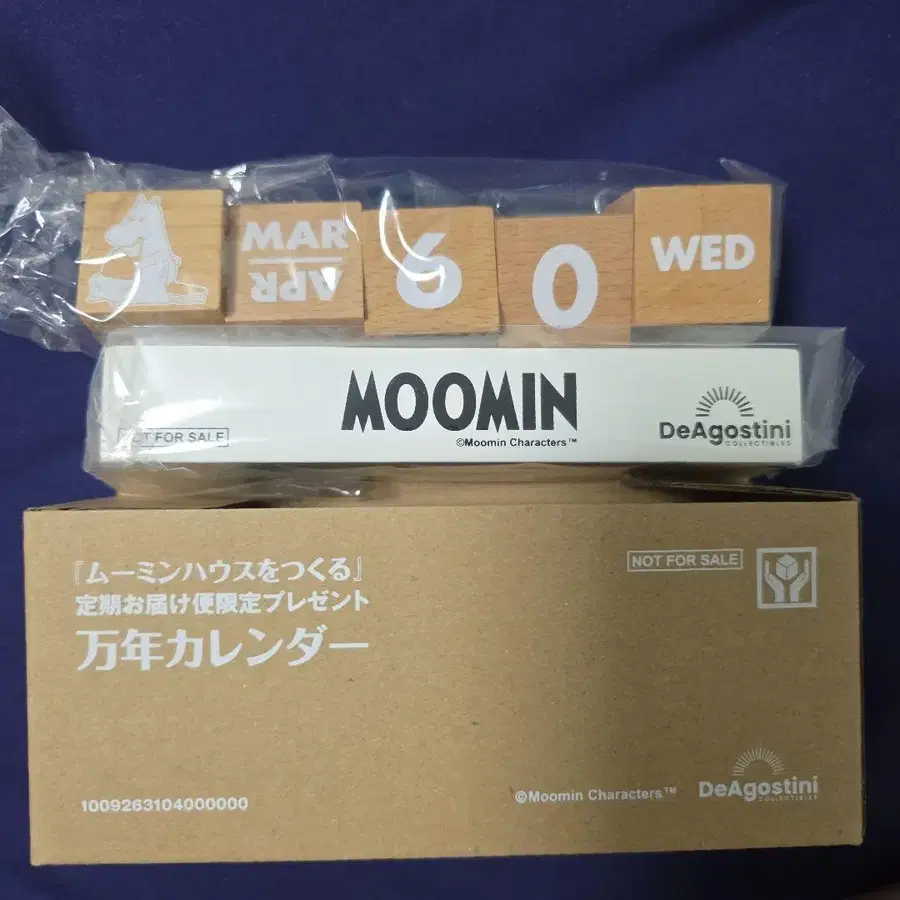 MAR
APR
6
0
WED
MOOMIN
©Moomin Characters™
NOT FOR SALE
DeAgostini
COLLECTIBLES
『ムーミンハウスをつくる』
定期お届け便限定プレゼント
万年カレンダー
NOT FOR SALE
1009263104000000
©Moomin Characters™
DeAgostini
COLLECTIBLES